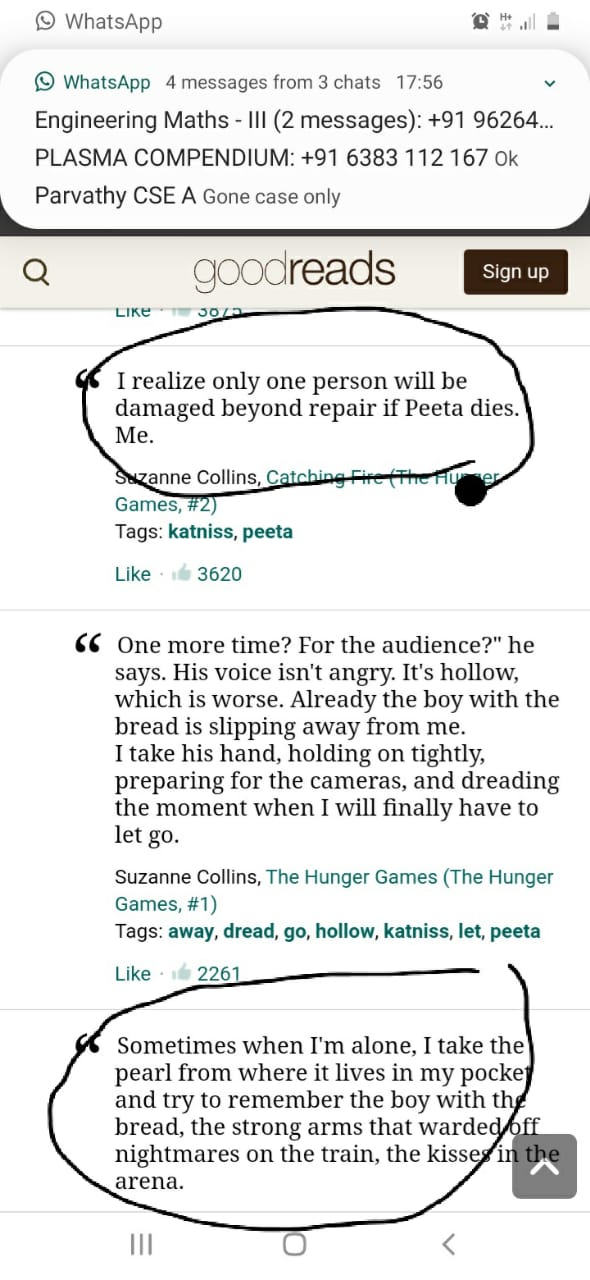 WhatsApp
H+
WhatsApp 4 messages from 3 chats 17:56
Engineering Maths - III (2 messages): +91 96264...
PLASMA COMPENDIUM: +91 6383 112 167 Ok
Parvathy CSE A Gone case only
goodreads
Sign up
Like · 3875
“ I realize only one person will be
damaged beyond repair if Peeta dies.
Me.
Suzanne Collins, Catching Fire (The Hunger
Games, #2)
Tags: katniss, peeta
Like · 3620
“ One more time? For the audience?" he
says. His voice isn't angry. It's hollow,
which is worse. Already the boy with the
bread is slipping away from me.
I take his hand, holding on tightly,
preparing for the cameras, and dreading
the moment when I will finally have to
let go.
Suzanne Collins, The Hunger Games (The Hunger
Games, #1)
Tags: away, dread, go, hollow, katniss, let, peeta
Like · 2261
“ Sometimes when I'm alone, I take the
pearl from where it lives in my pocket
and try to remember the boy with the
bread, the strong arms that warded off
nightmares on the train, the kisses in the
arena.